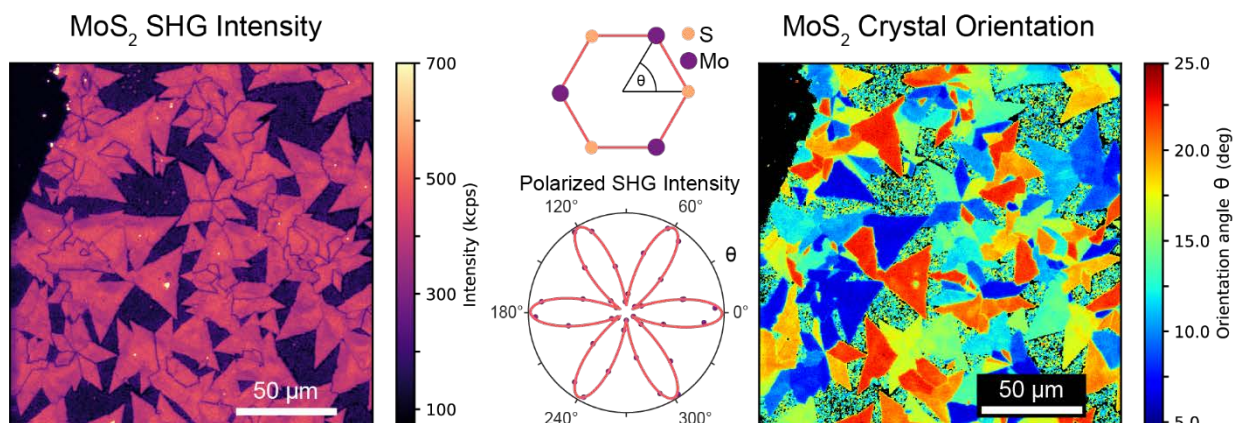 MoS₂ SHG Intensity
700
500
300
100
Intensity (kcps)
50 µm
S
Mo
θ
Polarized SHG Intensity
120°
60°
θ
180°
0°
240°
300°
MoS₂ Crystal Orientation
25.0
20.0
15.0
10.0
5.0
Orientation angle θ (deg)
50 µm